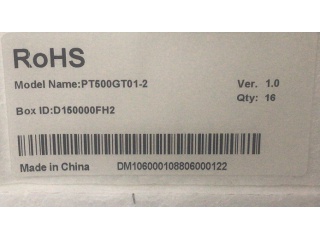 RoHS
Model Name:PT500GT01-2 Ver. 1.0
Qty: 16
Box ID:D150000FH2
Made in China DM106000108806000122